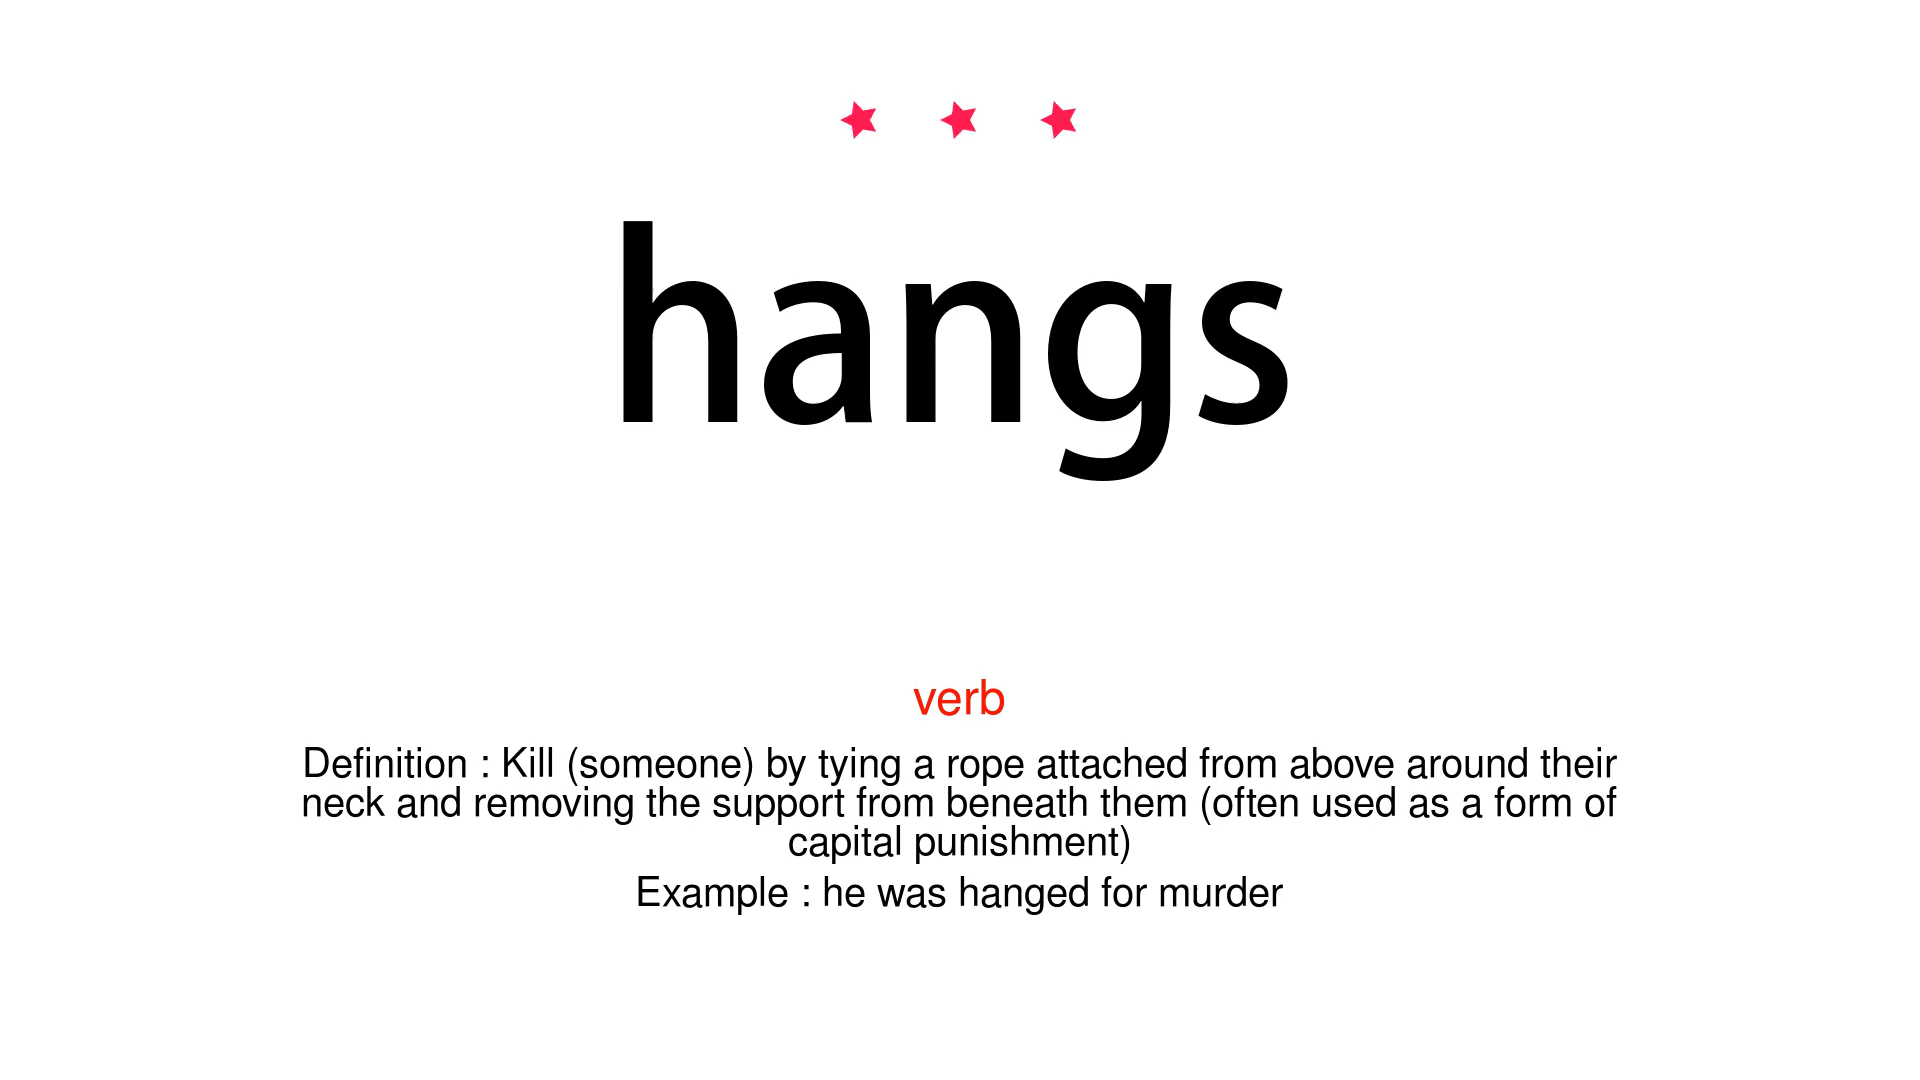 hangs
verb
Definition : Kill (someone) by tying a rope attached from above around their
neck and removing the support from beneath them (often used as a form of
capital punishment)
Example : he was hanged for murder